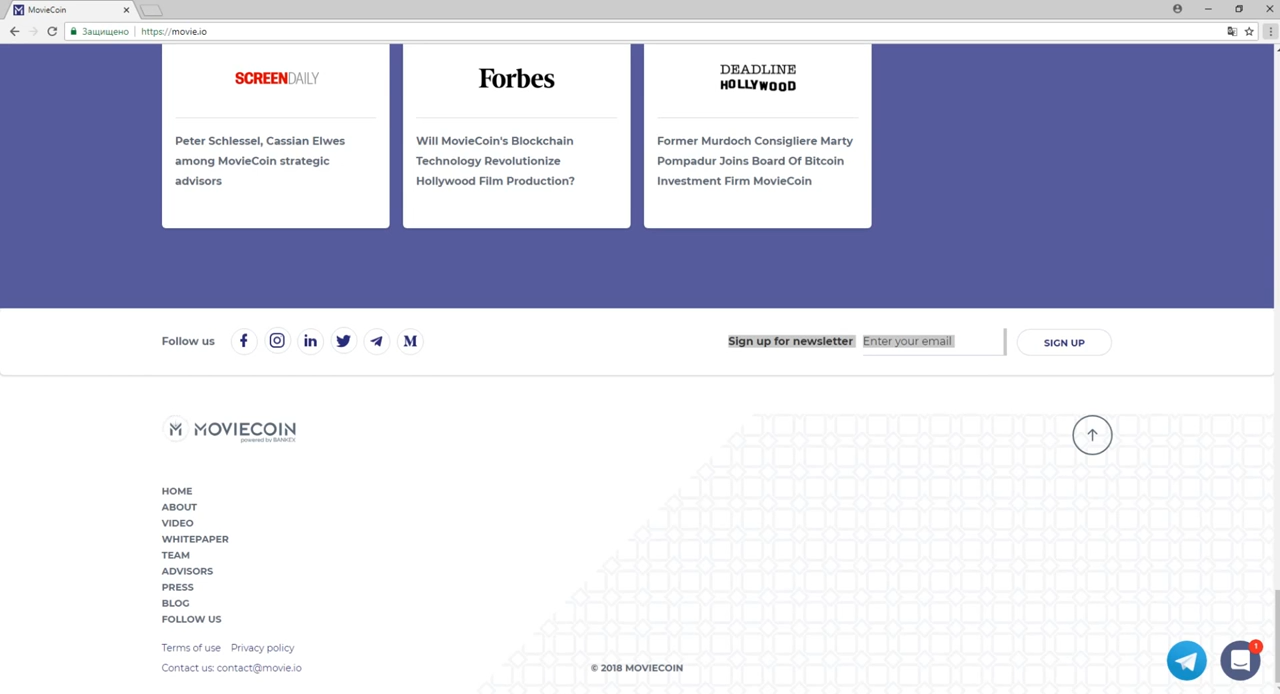 MovieCoin
Защищено
https://movie.io
SCREENDAILY
Forbes
DEADLINE
HOLLYWOOD
Peter Schlessel, Cassian Elwes
among MovieCoin strategic
advisors
Will MovieCoin's Blockchain
Technology Revolutionize
Hollywood Film Production?
Former Murdoch Consigliere Marty
Pompadur Joins Board Of Bitcoin
Investment Firm MovieCoin
Follow us
Sign up for newsletter
Enter your email
SIGN UP
MOVIECOIN
powered by BANKEX
HOME
ABOUT
VIDEO
WHITEPAPER
TEAM
ADVISORS
PRESS
BLOG
FOLLOW US
Terms of use Privacy policy
Contact us: contact@movie.io
© 2018 MOVIECOIN
1